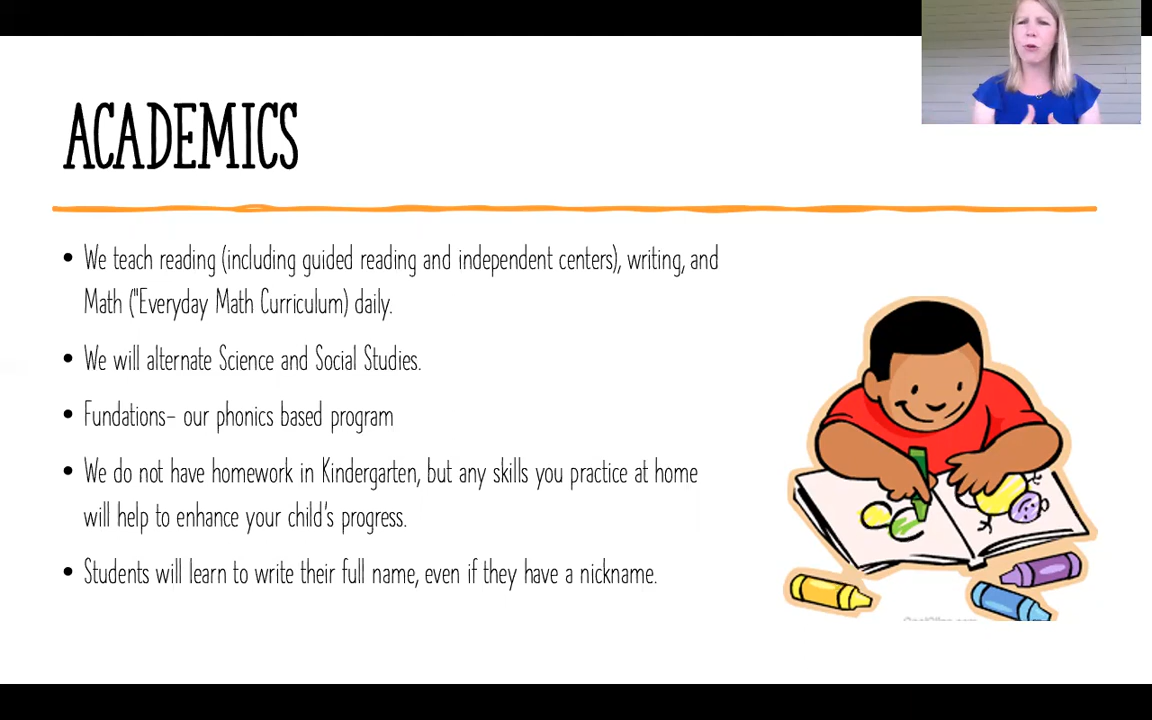 ACADEMICS
• We teach reading (including guided reading and independent centers), writing, and
Math ("Everyday Math Curriculum) daily.
• We will alternate Science and Social Studies.
• Fundations- our phonics based program
• We do not have homework in Kindergarten, but any skills you practice at home
will help to enhance your child's progress.
• Students will learn to write their full name, even if they have a nickname.